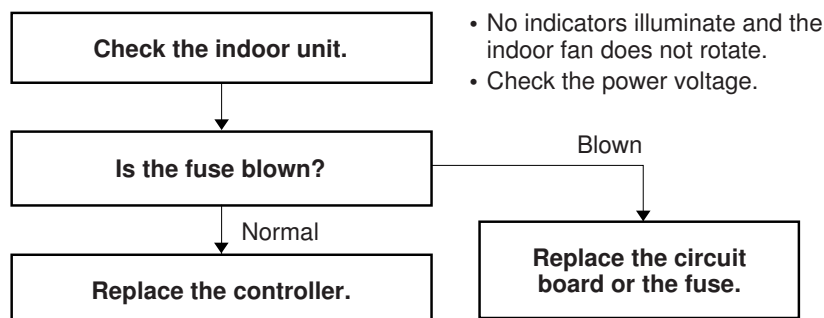 Check the indoor unit.
• No indicators illuminate and the
indoor fan does not rotate.
• Check the power voltage.
Is the fuse blown?
Blown
Normal
Replace the controller.
Replace the circuit
board or the fuse.